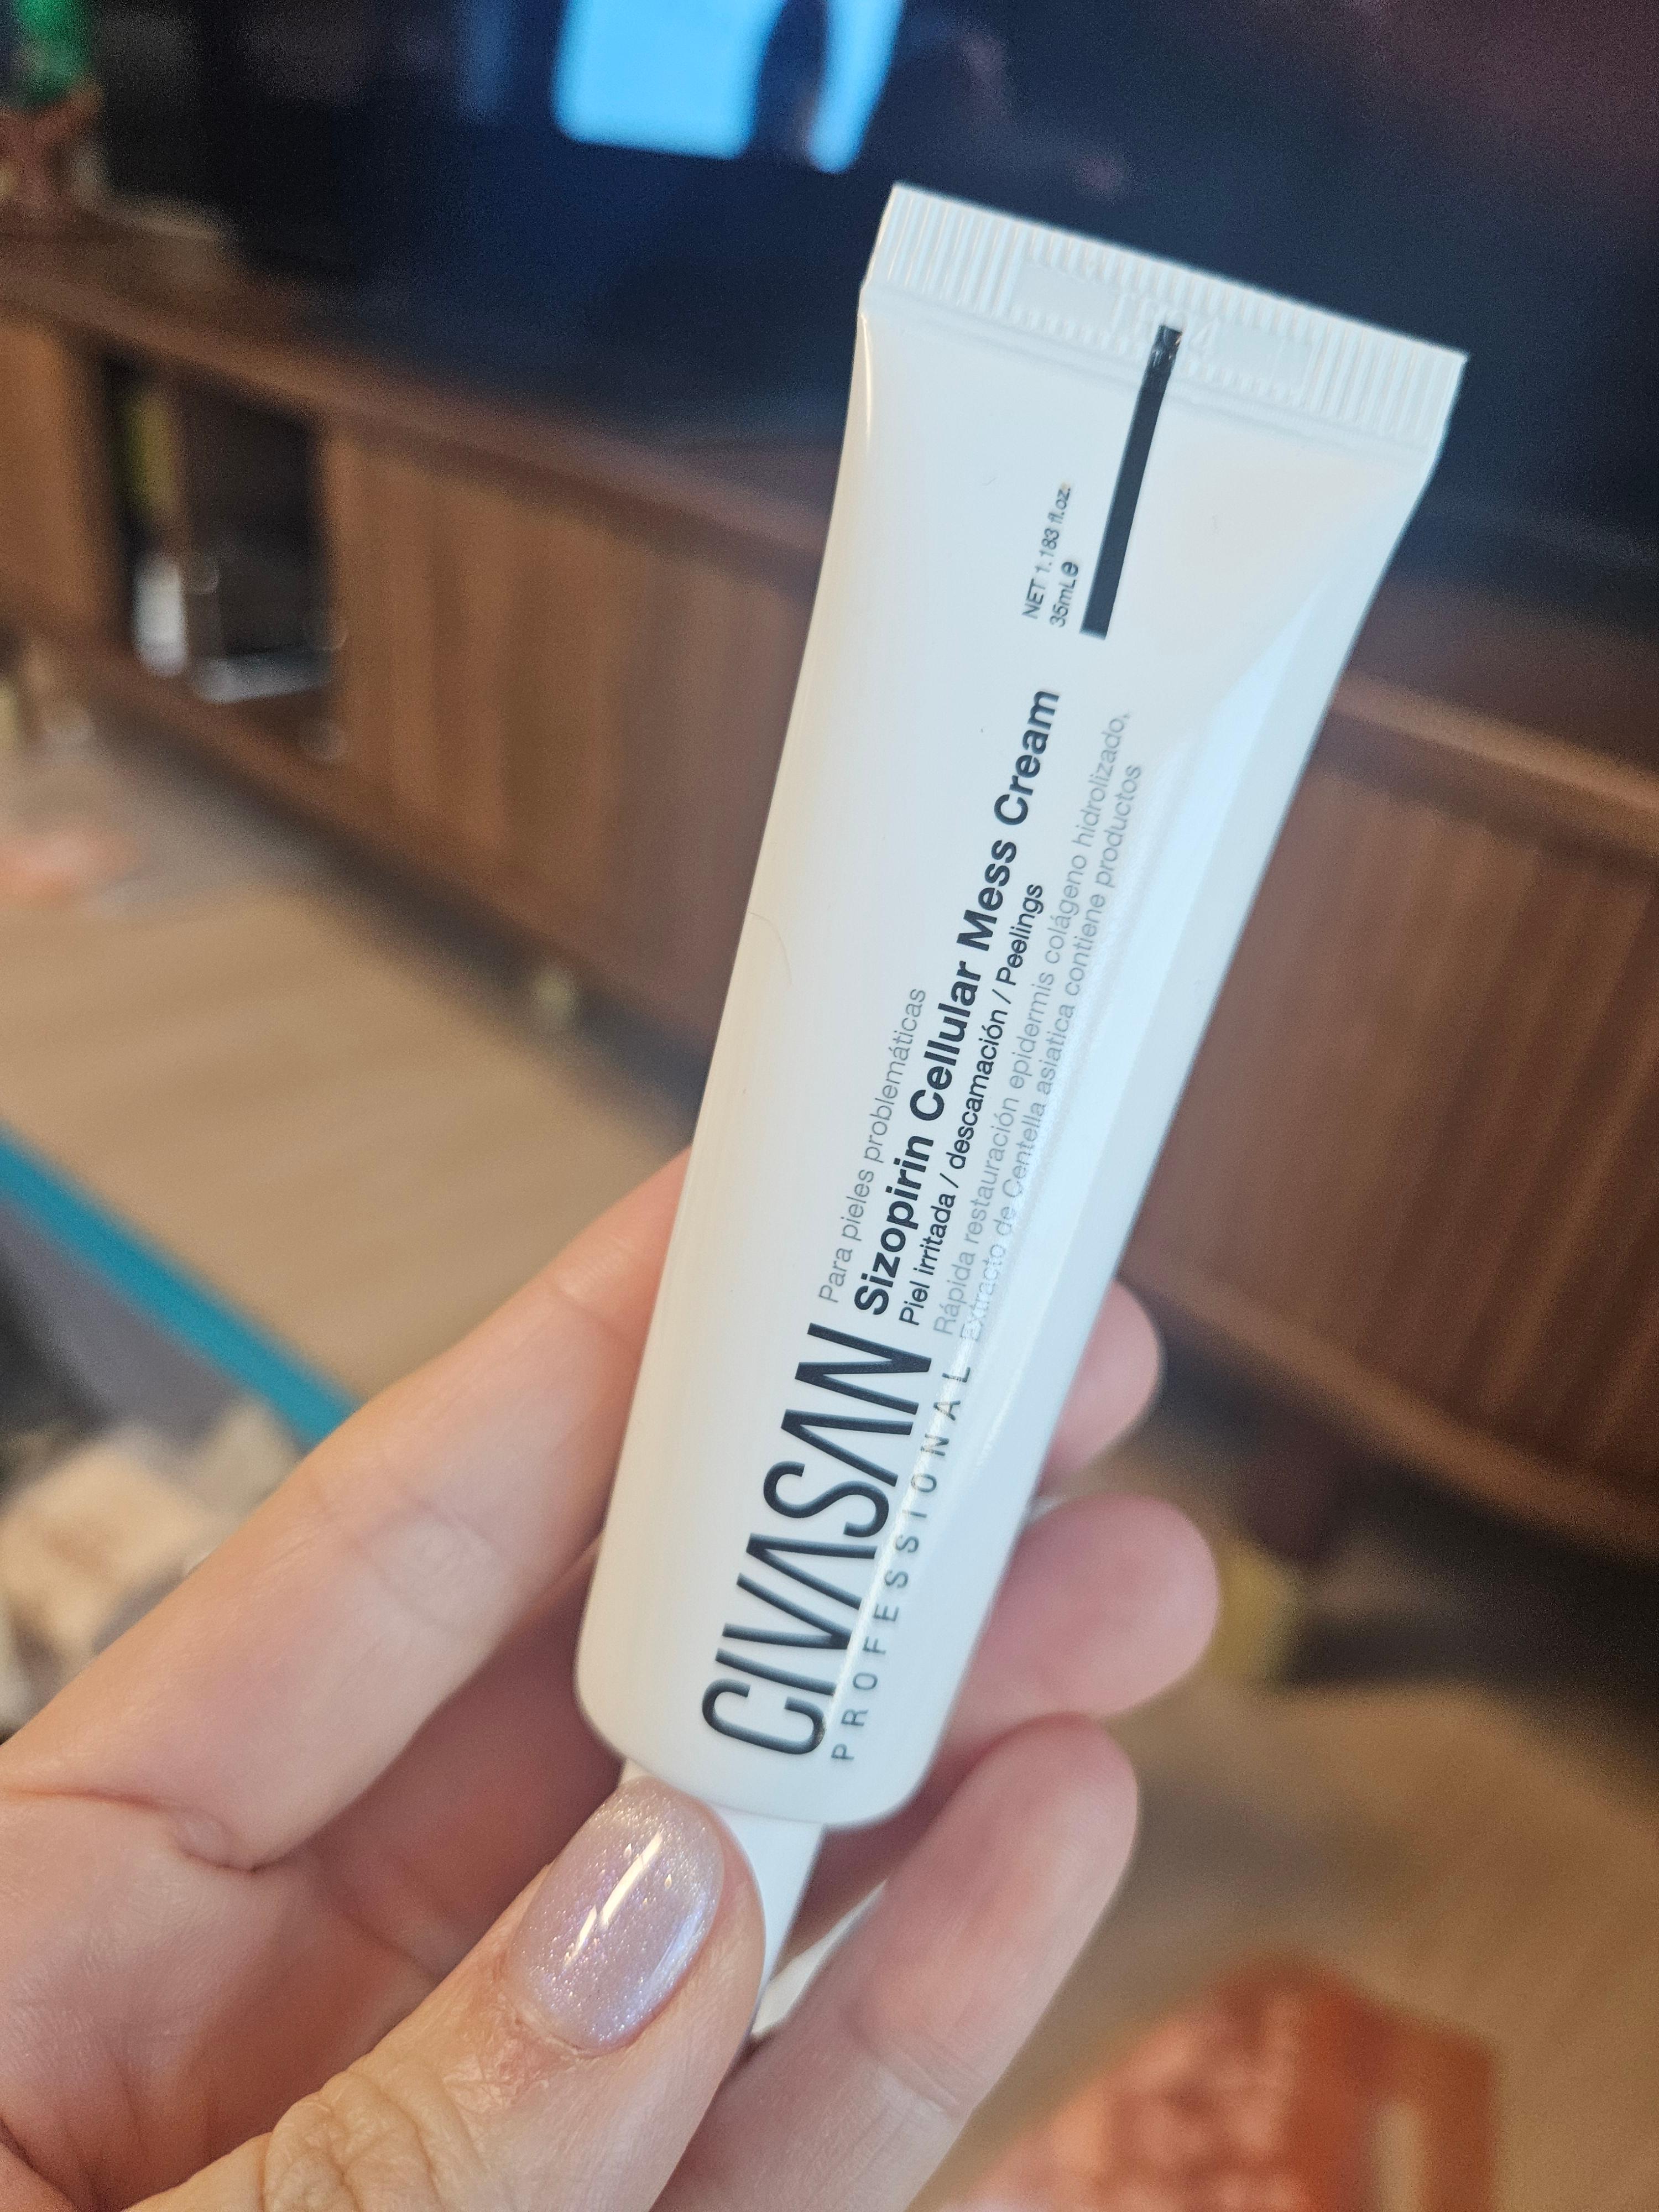 CIVASAN
PROFESSIONAL
Para pieles problemáticas
Sizopirin Cellular Mess Cream
Piel irritada / descamación / Peelings
Rápida restauración epidermis colágeno hidrolizado,
Extracto de Centella asiatica contiene productos
NET 1.183 fl.oz.
35mL℮